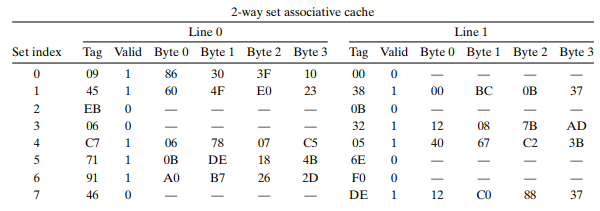 2-way set associative cache
Line 0 Line 1
Set index Tag Valid Byte 0 Byte 1 Byte 2 Byte 3 Tag Valid Byte 0 Byte 1 Byte 2 Byte 3
0 09 1 86 30 3F 10 00 0 — — — —
1 45 1 60 4F E0 23 38 1 00 BC 0B 37
2 EB 0 — — — — 0B 0 — — — —
3 06 0 — — — — 32 1 12 08 7B AD
4 C7 1 06 78 07 C5 05 1 40 67 C2 3B
5 71 1 0B DE 18 4B 6E 0 — — — —
6 91 1 A0 B7 26 2D F0 0 — — — —
7 46 0 — — — — DE 1 12 C0 88 37